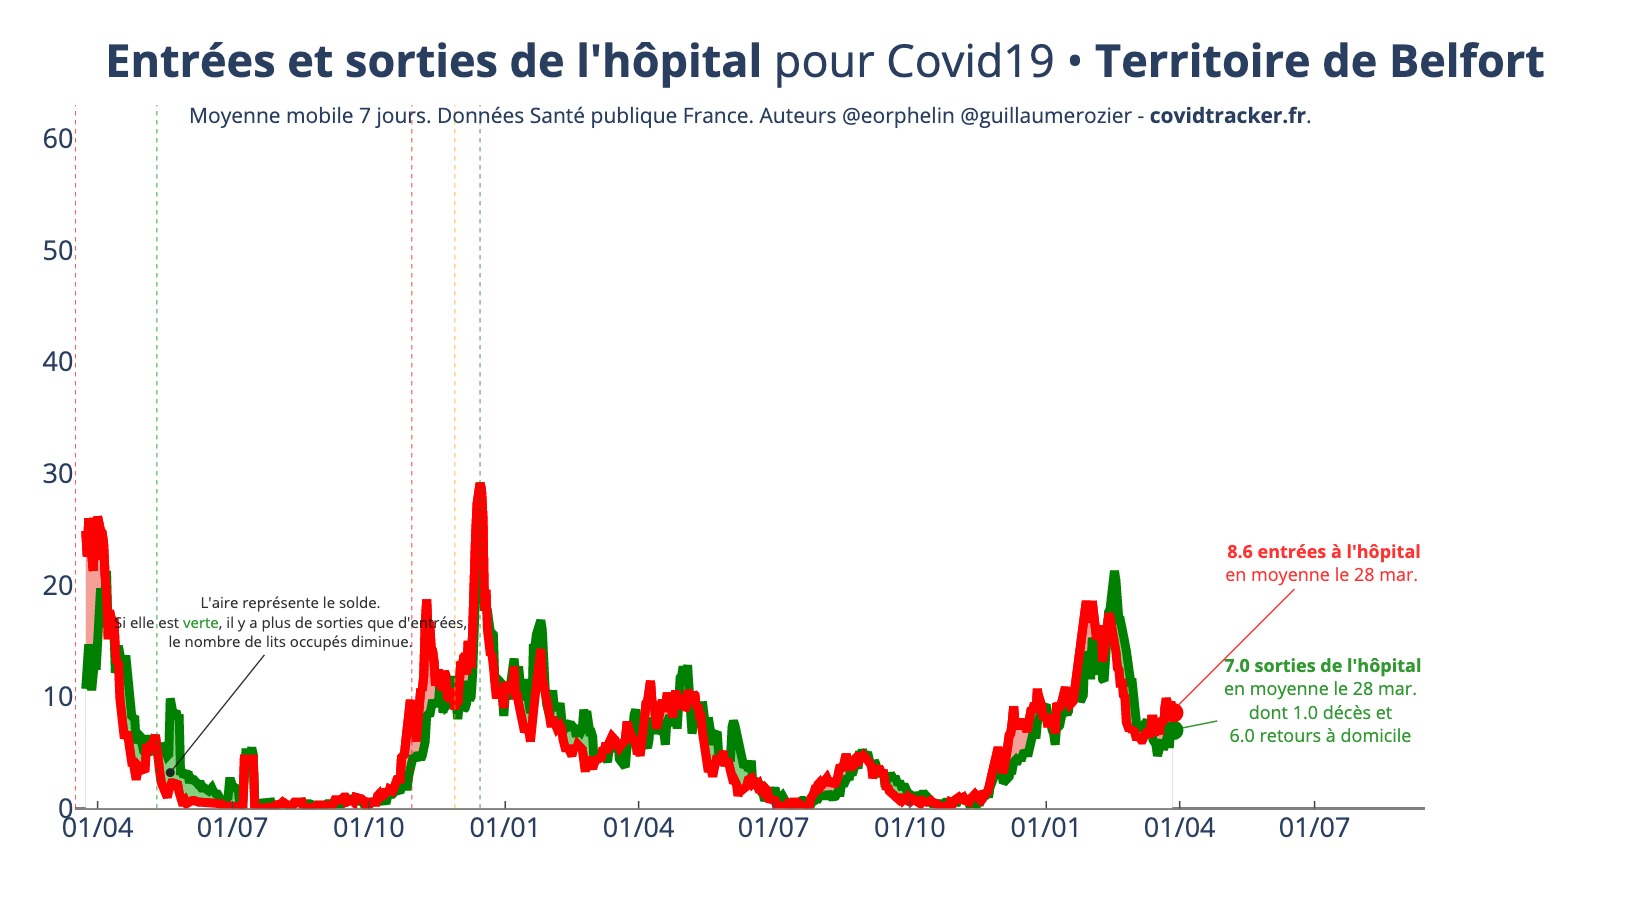 Entrées et sorties de l'hôpital pour Covid19 • Territoire de Belfort
Moyenne mobile 7 jours. Données Santé publique France. Auteurs @eorphelin @guillaumerozier - covidtracker.fr.
60
50
40
30
20
10
0
L'aire représente le solde.
Si elle est verte, il y a plus de sorties que d'entrées,
le nombre de lits occupés diminue.
8.6 entrées à l'hôpital
en moyenne le 28 mar.
7.0 sorties de l'hôpital
en moyenne le 28 mar.
dont 1.0 décès et
6.0 retours à domicile
01/04 01/07 01/10 01/01 01/04 01/07 01/10 01/01 01/04 01/07